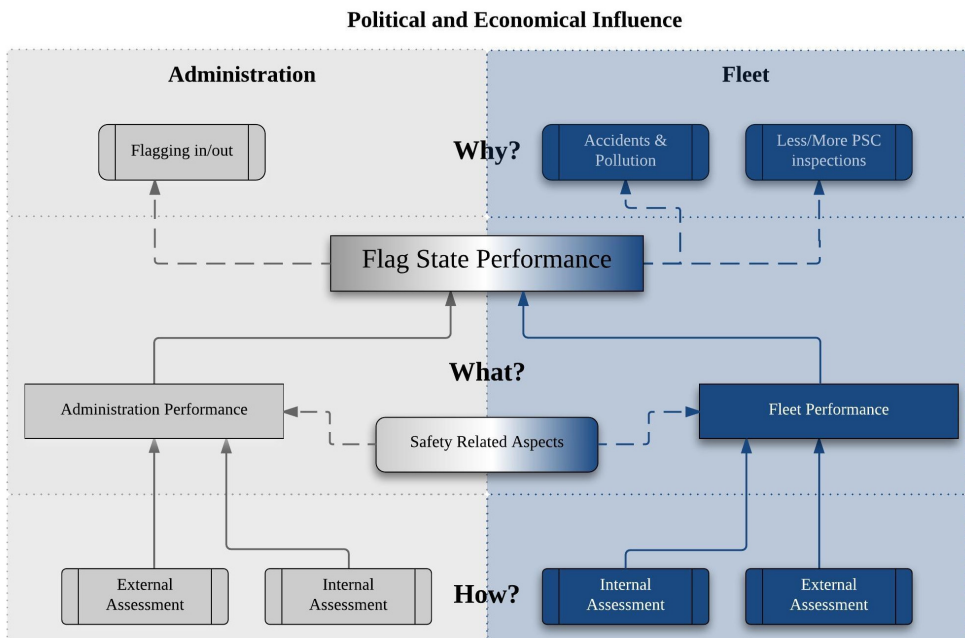 Political and Economical Influence
Administration
Fleet
Flagging in/out
Why?
Accidents &
Pollution
Less/More PSC
inspections
Flag State Performance
What?
Administration Performance
Safety Related Aspects
Fleet Performance
External
Assessment
Internal
Assessment
How?
Internal
Assessment
External
Assessment